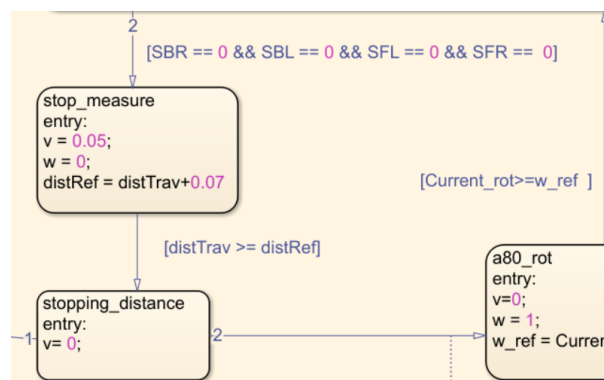 2
[SBR == 0 && SBL == 0 && SFL == 0 && SFR == 0]
stop_measure
entry:
v = 0.05;
w = 0;
distRef = distTrav+0.07
[Current_rot>=w_ref ]
[distTrav >= distRef]
a80_rot
entry:
v=0;
w = 1;
w_ref = Curren
stopping_distance
entry:
v= 0;
1
2